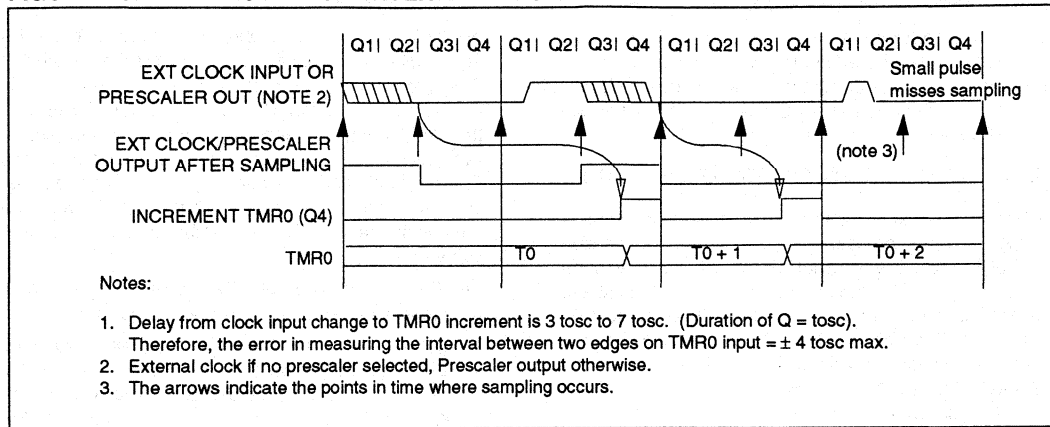 Q1| Q2| Q3| Q4 Q1| Q2| Q3| Q4 Q1| Q2| Q3| Q4 Q1| Q2| Q3| Q4
EXT CLOCK INPUT OR
PRESCALER OUT (NOTE 2)
Small pulse
misses sampling
EXT CLOCK/PRESCALER
OUTPUT AFTER SAMPLING
(note 3)
INCREMENT TMR0 (Q4)
TMR0 T0 T0 + 1 T0 + 2
Notes:
1. Delay from clock input change to TMR0 increment is 3 tosc to 7 tosc. (Duration of Q = tosc).
Therefore, the error in measuring the interval between two edges on TMR0 input = ± 4 tosc max.
2. External clock if no prescaler selected, Prescaler output otherwise.
3. The arrows indicate the points in time where sampling occurs.